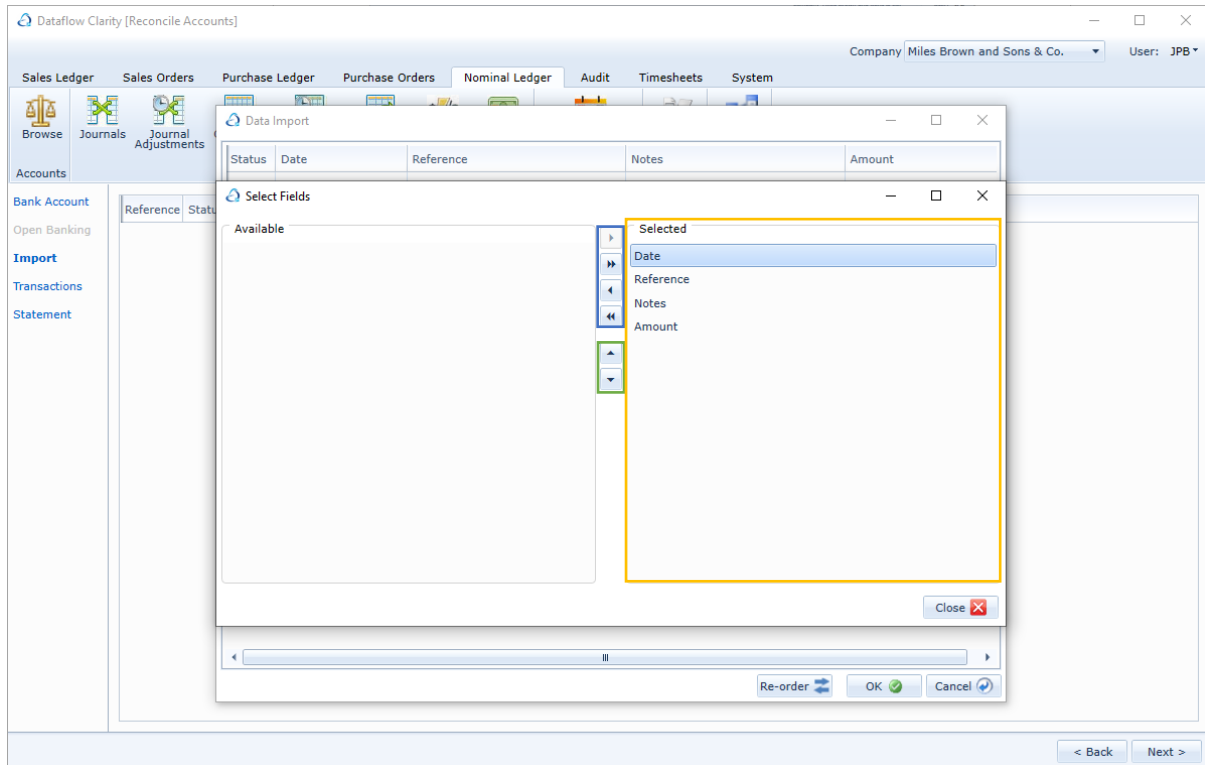 Dataflow Clarity [Reconcile Accounts]
Company Miles Brown and Sons & Co. User: JPB
Sales Ledger Sales Orders Purchase Ledger Purchase Orders Nominal Ledger Audit Timesheets System
Browse Journals Journal
Adjustments
Accounts
Data Import
Status Date Reference Notes Amount
Bank Account
Open Banking
Import
Transactions
Statement
Reference
Select Fields
Available
Selected
Date
Reference
Notes
Amount
Close
Re-order OK Cancel
< Back Next >